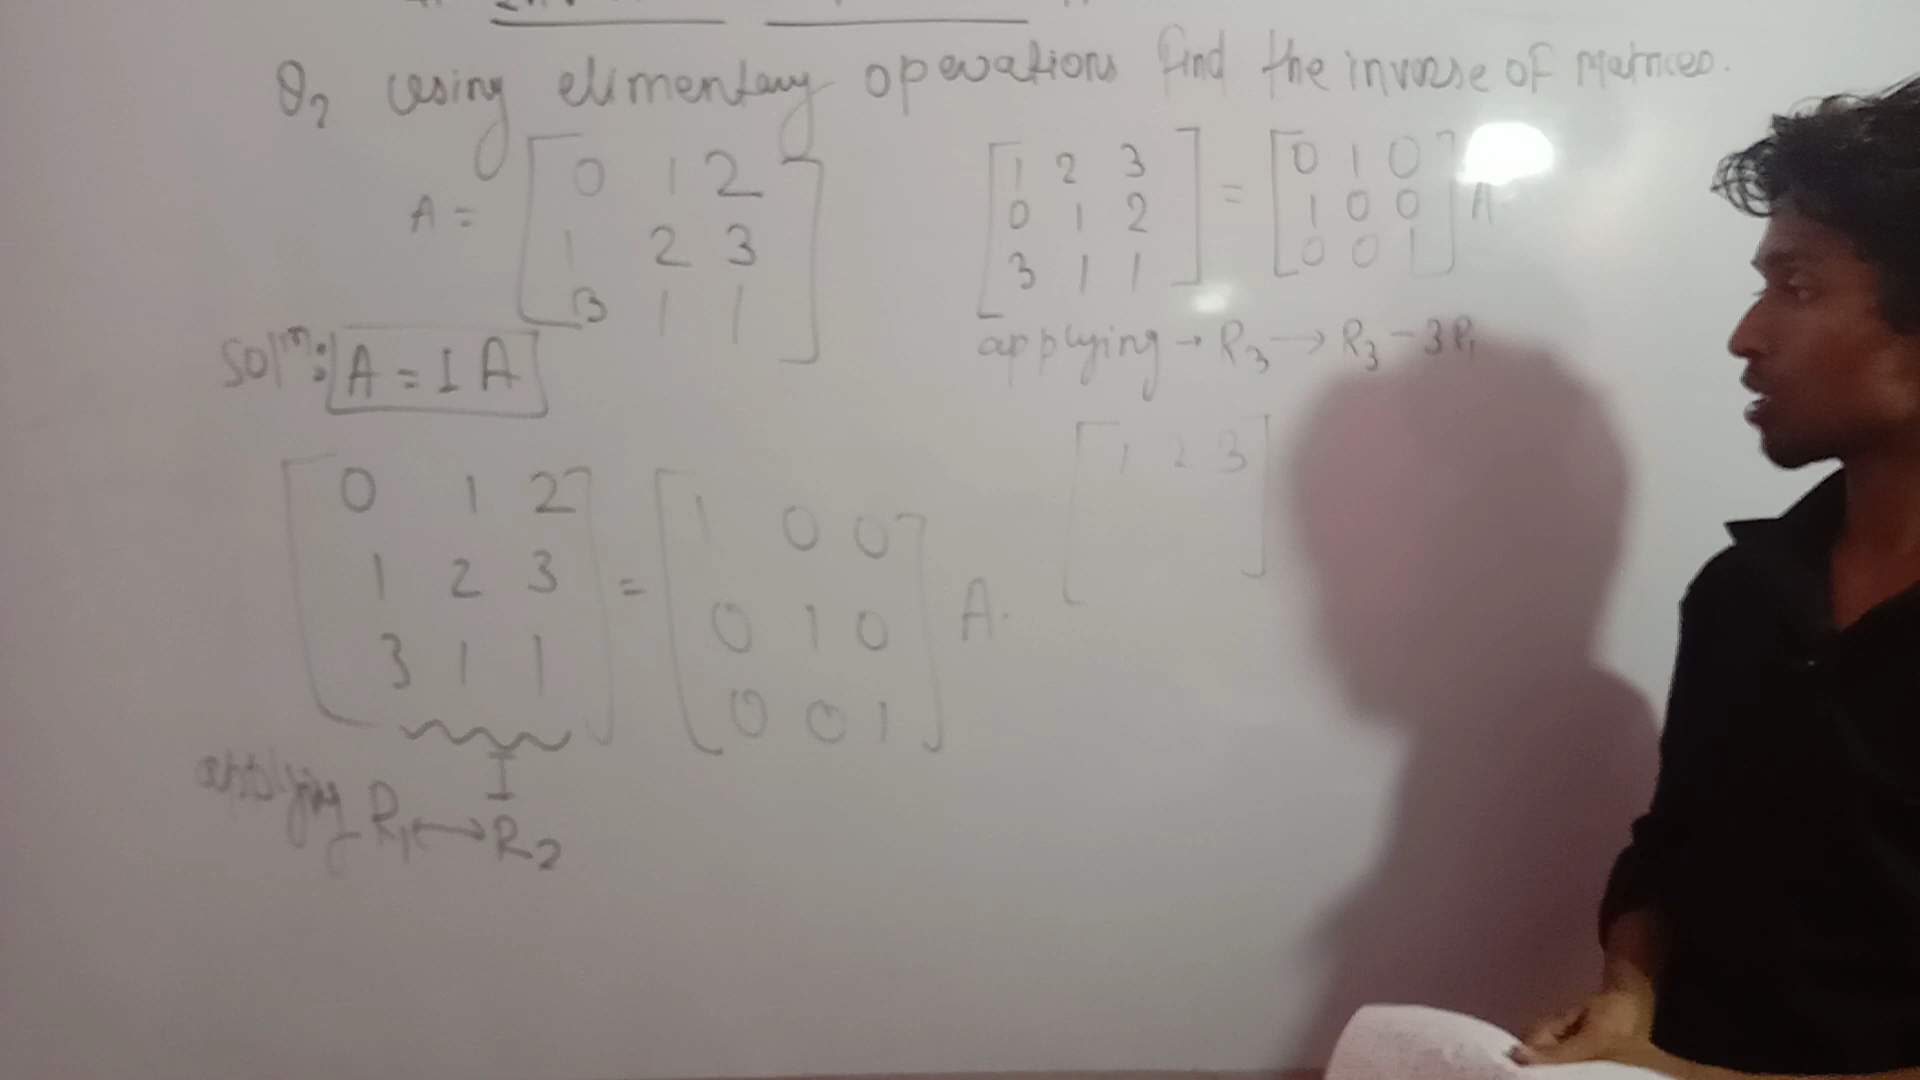 Q2 using elimentary operations find the inverse of matrices.
A = [ 0 1 2
1 2 3
3 1 1 ]
Soln: A = I A
[ 0 1 2
1 2 3
3 1 1 ] = [ 1 0 0
0 1 0
0 0 1 ] A.
I
applying R1 ↔ R2
[ 1 2 3
0 1 2
3 1 1 ] = [ 0 1 0
1 0 0
0 0 1 ] A
applying → R3 → R3 - 3R1
[ 1 2 3 ]